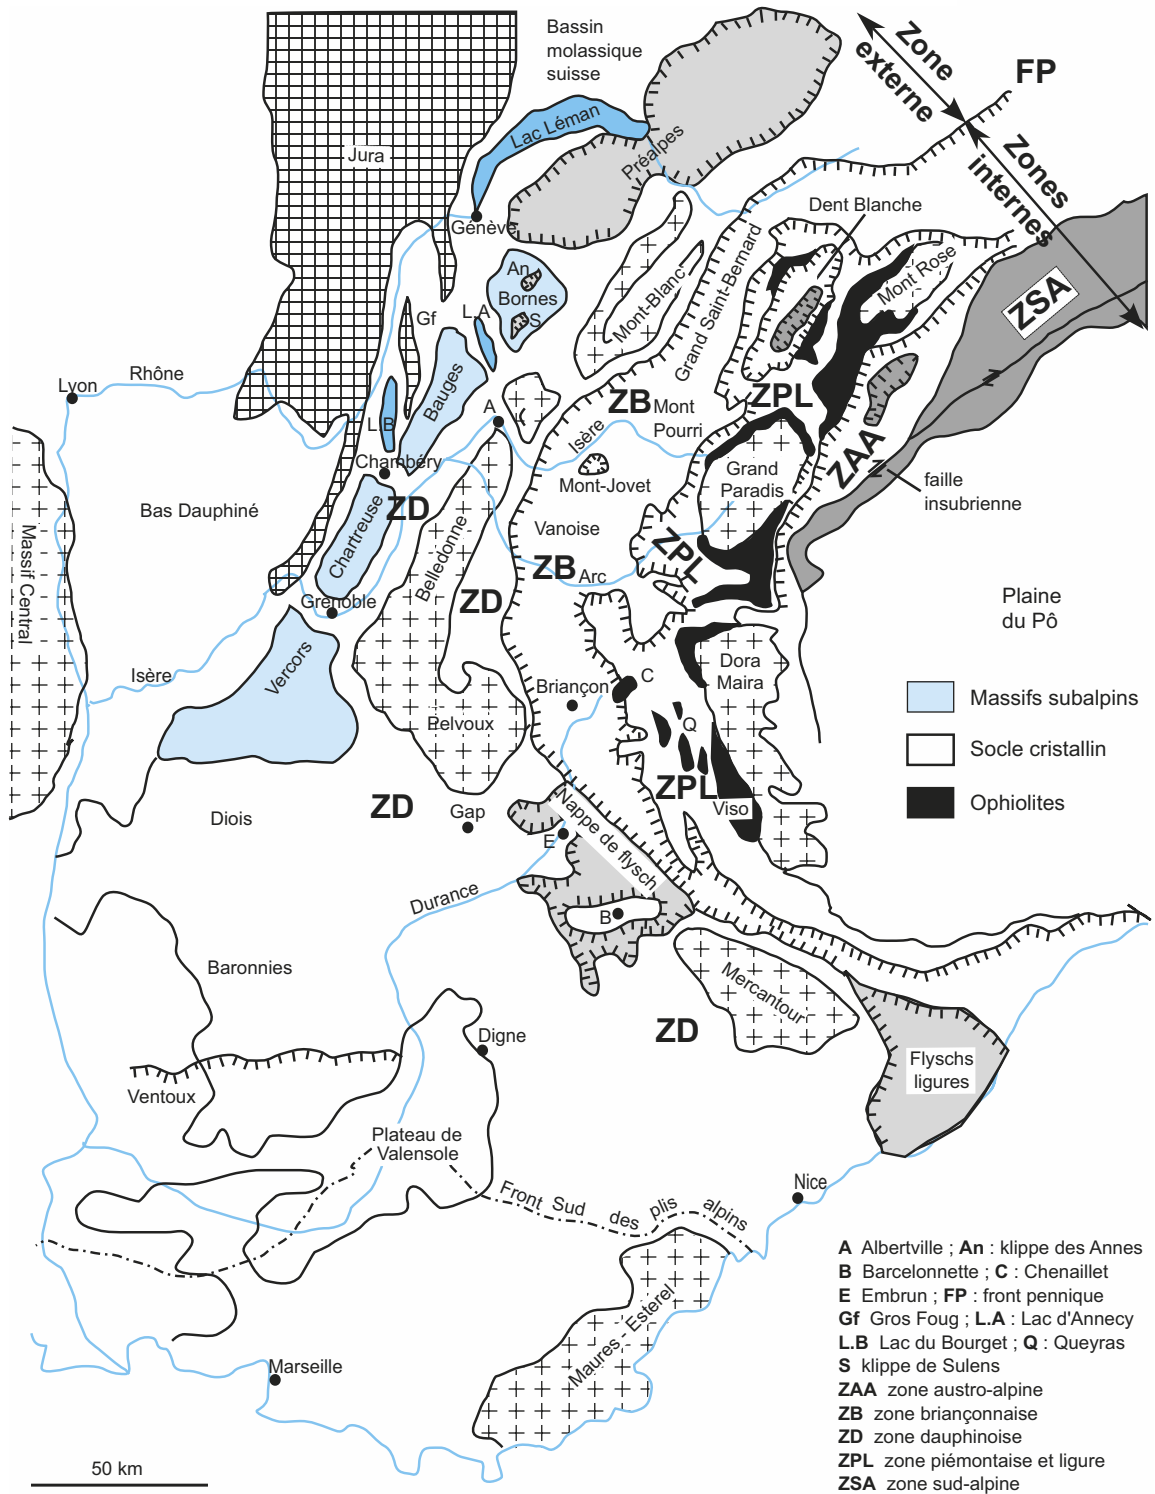 Bassin
molassique
suisse
Zone
externe
FP
Zones
internes
Lac Léman
Jura
Préalpes
Génève
Dent Blanche
An
Bornes
S
L.A
Gf
Mont-Blanc
Grand Saint-Bernard
Mont Rose
ZSA
Lyon
Rhône
Bauges
A
L.B
ZB
Mont
Pourri
ZPL
Isère
ZAA
Chambéry
Mont-Jovet
Grand
Paradis
faille
insubrienne
Bas Dauphiné
Massif Central
Chartreuse
ZD
Belledonne
Vanoise
ZB
Arc
ZPL
Grenoble
ZD
Plaine
du Pô
Isère
Vercors
Briançon
C
Dora
Maira
Pelvoux
Q
Massifs subalpins
Socle cristallin
Ophiolites
ZPL
Viso
Diois
ZD
Gap
E
Nappe de flysch
Durance
B
Baronnies
Mercantour
ZD
Digne
Flyschs
ligures
Ventoux
Plateau de
Valensole
Front Sud des plis alpins
Nice
Maures - Esterel
Marseille
50 km
A Albertville ; An : klippe des Annes
B Barcelonnette ; C : Chenaillet
E Embrun ; FP : front pennique
Gf Gros Foug ; L.A : Lac d'Annecy
L.B Lac du Bourget ; Q : Queyras
S klippe de Sulens
ZAA zone austro-alpine
ZB zone briançonnaise
ZD zone dauphinoise
ZPL zone piémontaise et ligure
ZSA zone sud-alpine